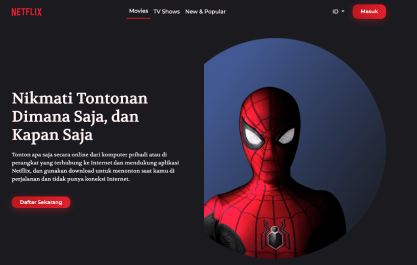 NETFLIX
Movies TV Shows New & Popular
ID
Masuk
Nikmati Tontonan
Dimana Saja, dan
Kapan Saja
Tonton apa saja secara online dari komputer pribadi atau di
perangkat yang terhubung ke Internet dan mendukung aplikasi
Netflix, dan gunakan download untuk menonton saat kamu di
perjalanan dan tidak punya koneksi Internet.
Daftar Sekarang